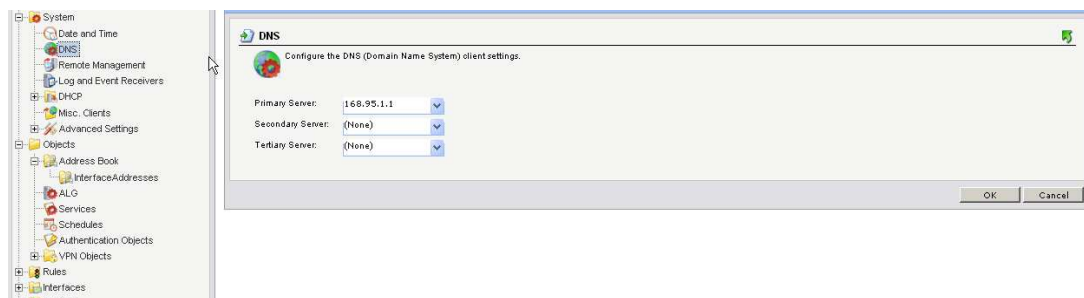 System
Date and Time
DNS
Remote Management
Log and Event Receivers
DHCP
Misc. Clients
Advanced Settings
Objects
Address Book
InterfaceAddresses
ALG
Services
Schedules
Authentication Objects
VPN Objects
Rules
Interfaces
DNS
Configure the DNS (Domain Name System) client settings.
Primary Server: 168.95.1.1
Secondary Server: (None)
Tertiary Server: (None)
OK Cancel